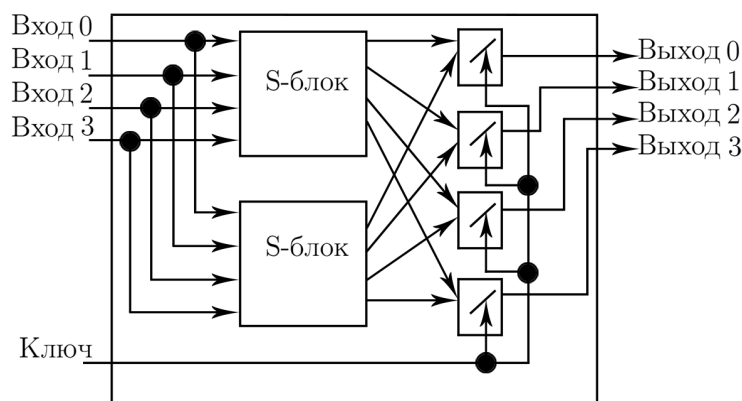 Вход 0
Вход 1
Вход 2
Вход 3
S-блок
S-блок
Ключ
Выход 0
Выход 1
Выход 2
Выход 3